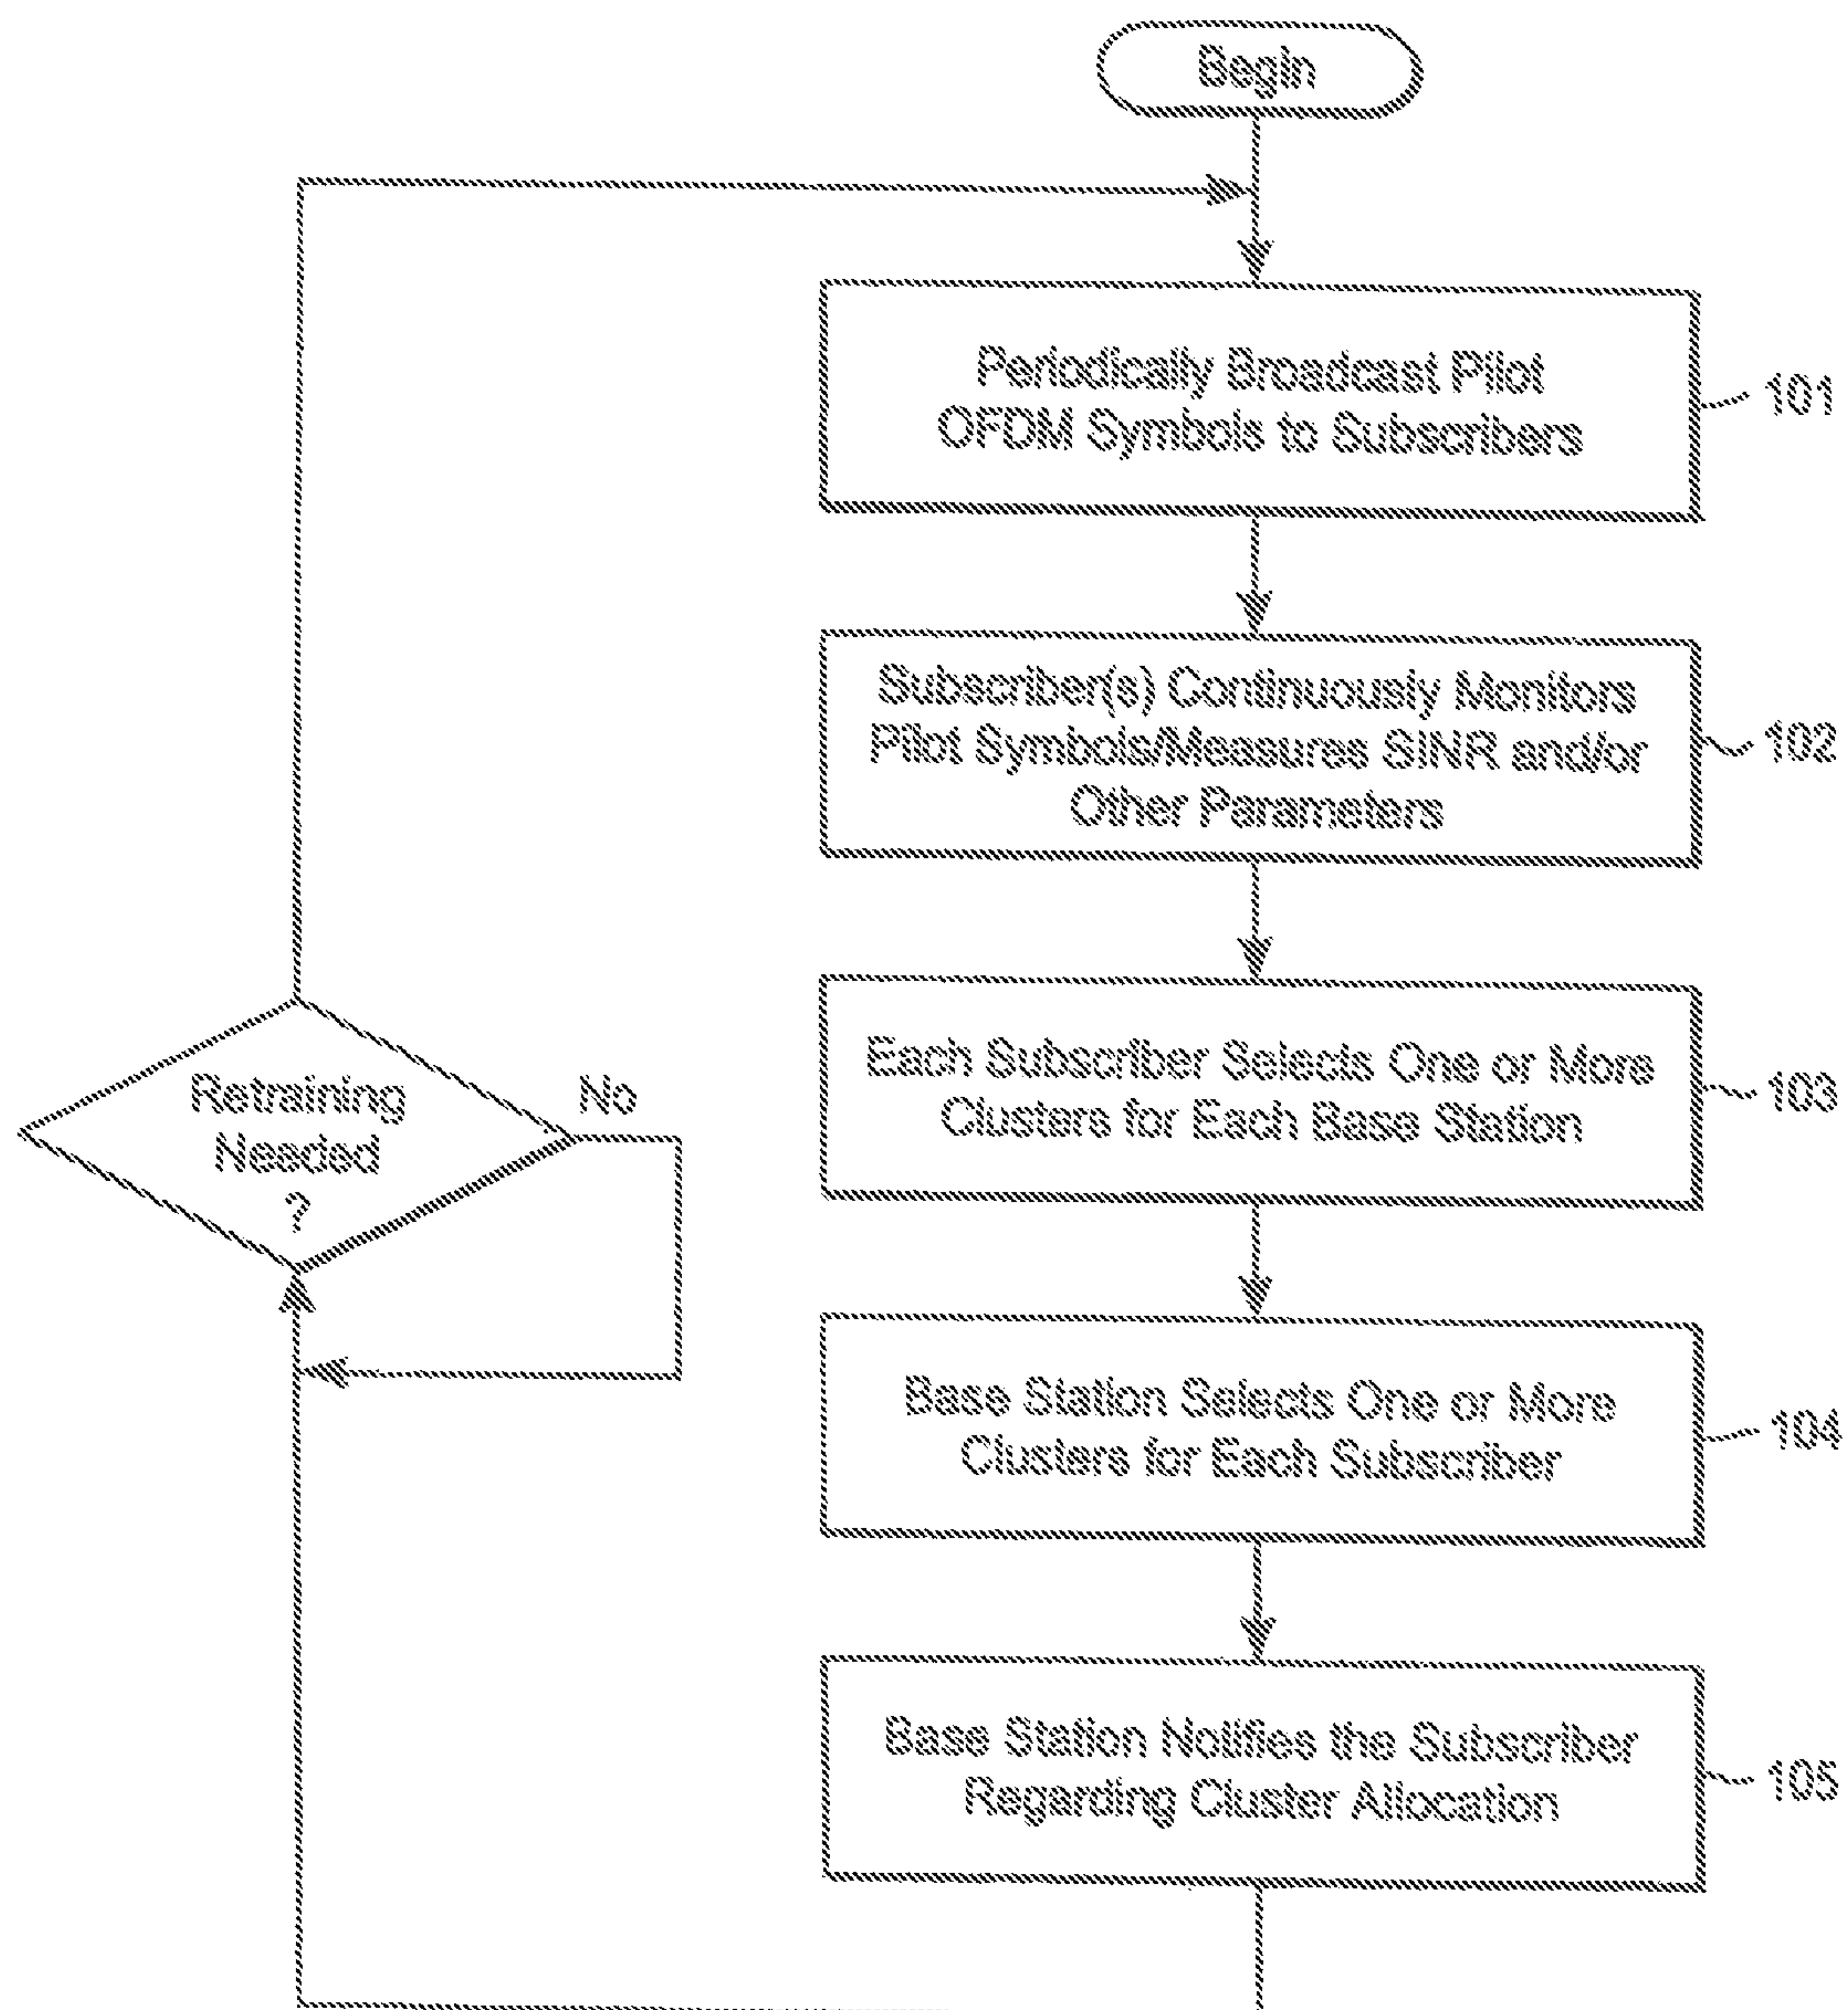 Begin
Periodically Broadcast Pilot
OFDM Symbols to Subscribers
101
Subscriber(s) Continuously Monitors
Pilot Symbols/Measures SINR and/or
Other Parameters
102
Each Subscriber Selects One or More
Clusters for Each Base Station
103
Retraining
Needed
?
No
Base Station Selects One or More
Clusters for Each Subscriber
104
Base Station Notifies the Subscriber
Regarding Cluster Allocation
105